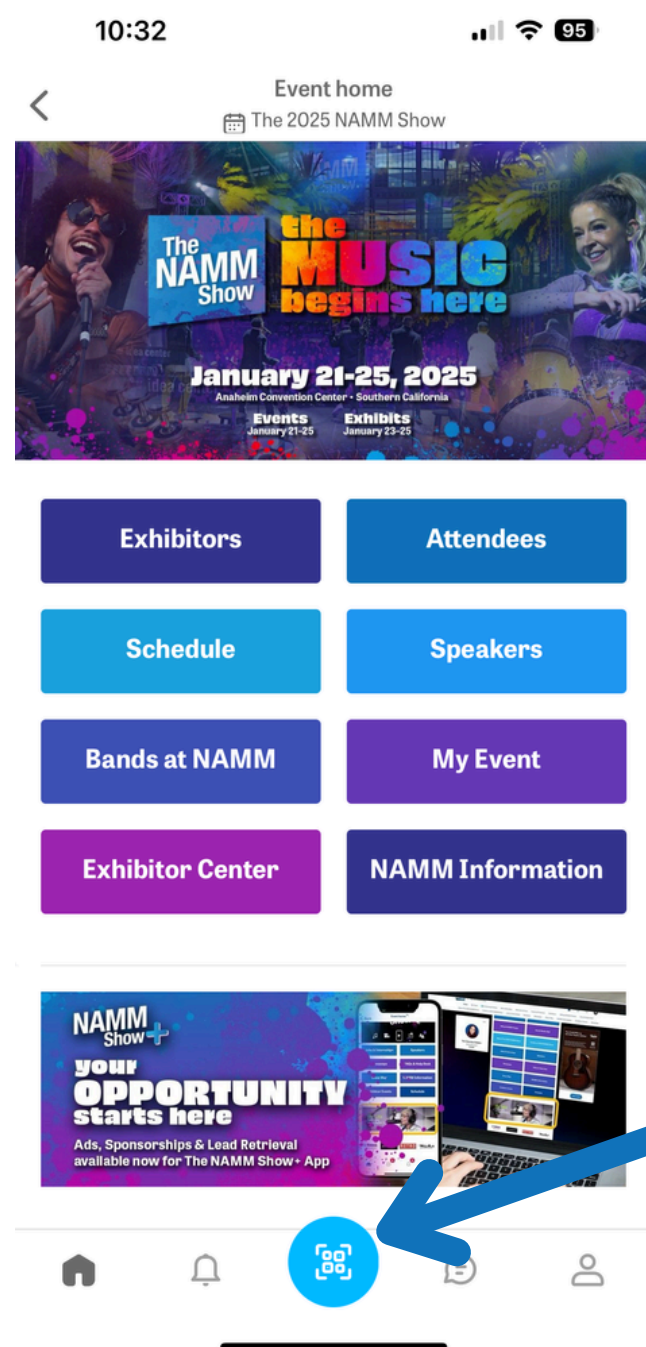 10:32
95
Event home
The 2025 NAMM Show
The
NAMM
Show
the
MUSIC
begins here
January 21-25, 2025
Anaheim Convention Center • Southern California
Events
January 21-25
Exhibits
January 23-25
Exhibitors
Attendees
Schedule
Speakers
Bands at NAMM
My Event
Exhibitor Center
NAMM Information
NAMM
Show+
your
OPPORTUNITY
starts here
Ads, Sponsorships & Lead Retrieval
available now for The NAMM Show+ App